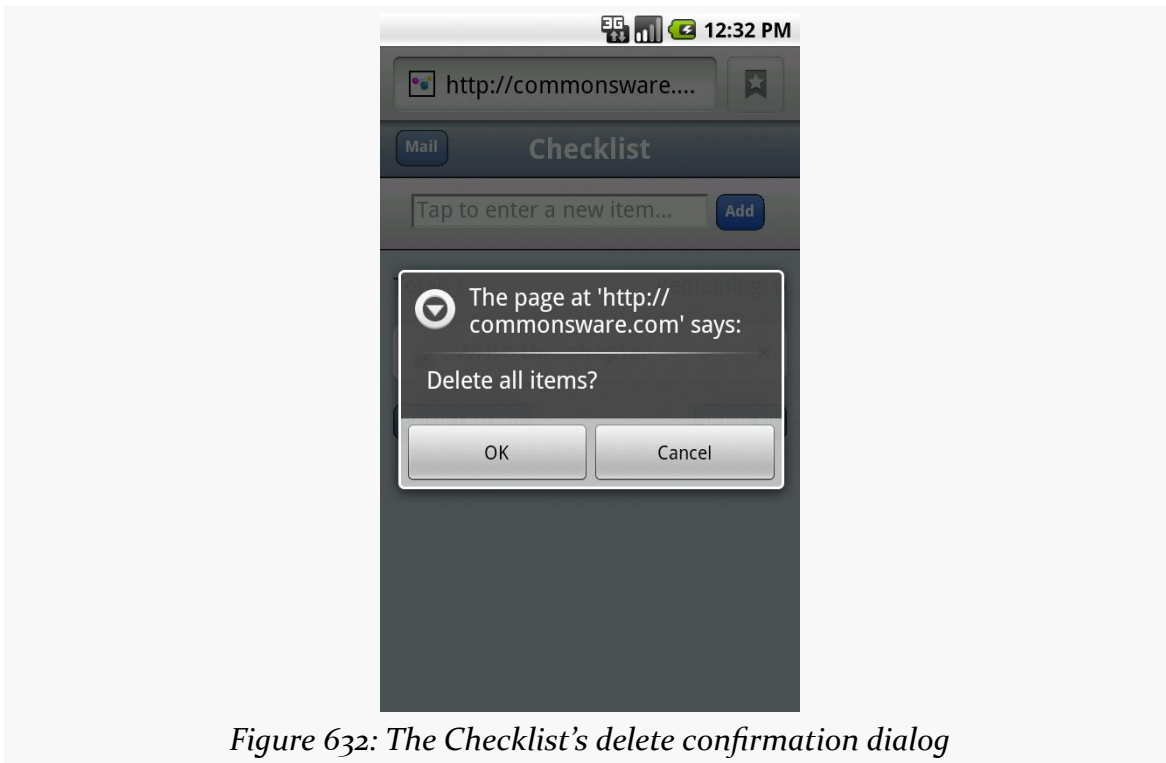 12:32 PM
http://commonsware....
Mail
Checklist
Tap to enter a new item...
Add
The page at 'http://
commonsware.com' says:
Delete all items?
OK
Cancel
Figure 632: The Checklist's delete confirmation dialog